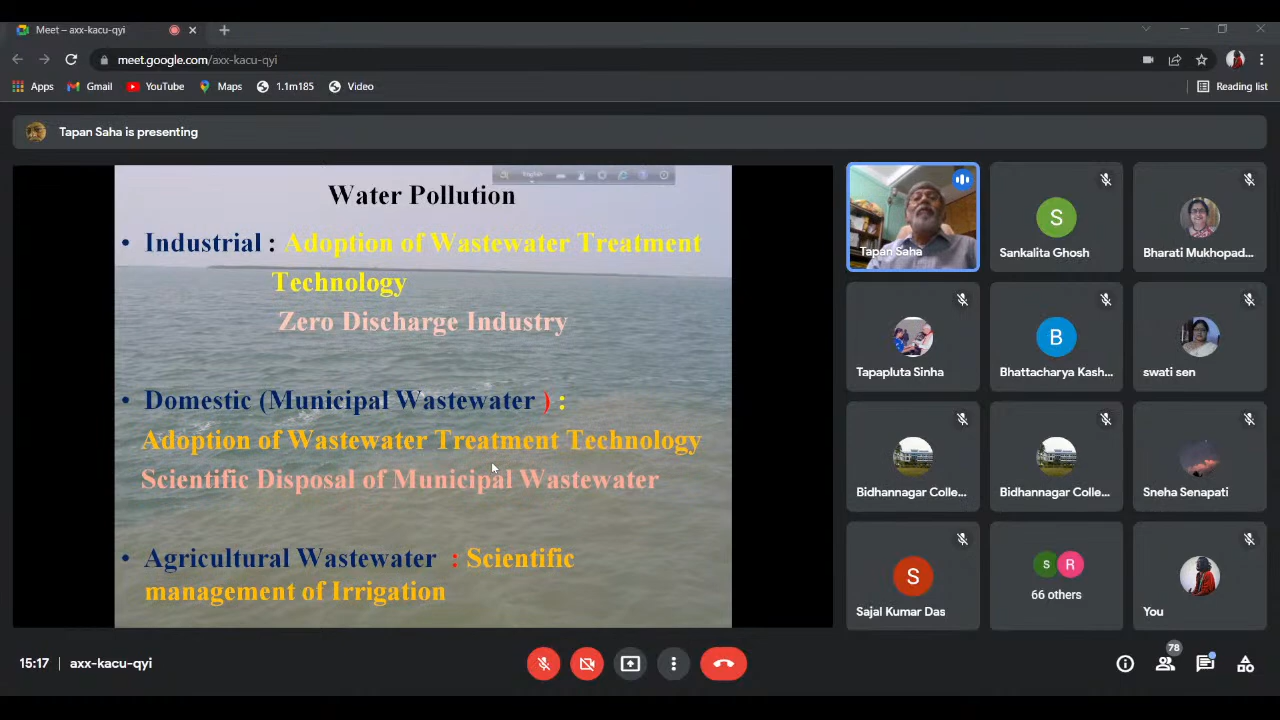 Meet – axx-kacu-qyi
meet.google.com/axx-kacu-qyi
Apps
Gmail
YouTube
Maps
1.1m185
Video
Reading list
Tapan Saha is presenting
English
Water Pollution
• Industrial : Adoption of Wastewater Treatment
Technology
Zero Discharge Industry
• Domestic (Municipal Wastewater ) :
Adoption of Wastewater Treatment Technology
Scientific Disposal of Municipal Wastewater
• Agricultural Wastewater : Scientific
management of Irrigation
Tapan Saha
S
Sankalita Ghosh
Bharati Mukhopad...
Tapapluta Sinha
B
Bhattacharya Kash...
swati sen
Bidhannagar Colle...
Bidhannagar Colle...
Sneha Senapati
S
Sajal Kumar Das
S
R
66 others
You
15:17 | axx-kacu-qyi
78